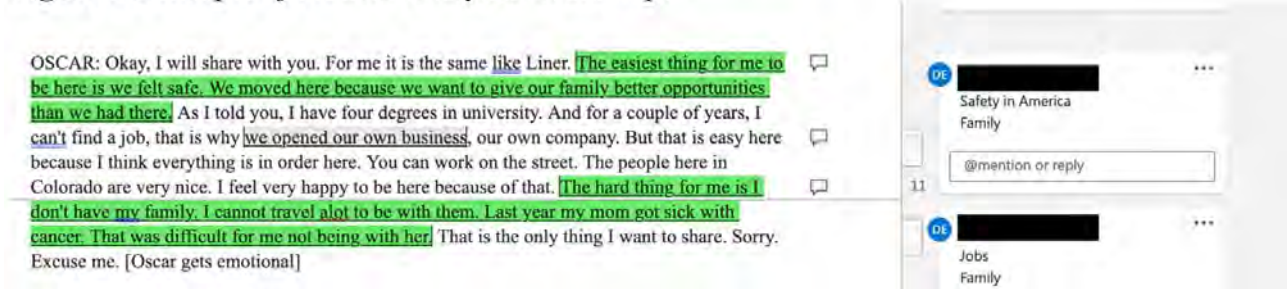 OSCAR: Okay, I will share with you. For me it is the same like Liner. The easiest thing for me to
be here is we felt safe. We moved here because we want to give our family better opportunities
than we had there. As I told you, I have four degrees in university. And for a couple of years, I
can't find a job, that is why we opened our own business, our own company. But that is easy here
because I think everything is in order here. You can work on the street. The people here in
Colorado are very nice. I feel very happy to be here because of that. The hard thing for me is I
don't have my family, I cannot travel alot to be with them. Last year my mom got sick with
cancer. That was difficult for me not being with her. That is the only thing I want to share. Sorry.
Excuse me. [Oscar gets emotional]
DE
Safety in America
Family
@mention or reply
11
DE
Jobs
Family